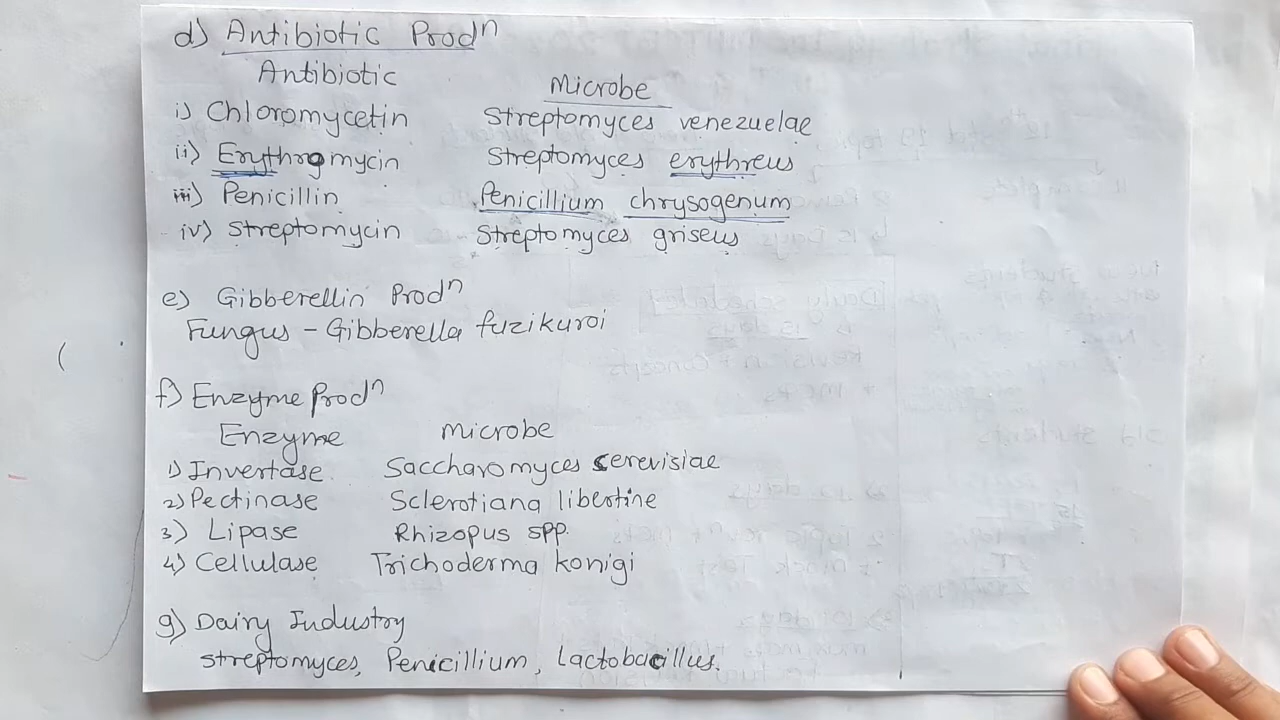 d) Antibiotic Prodⁿ
Antibiotic Microbe
i) Chloromycetin Streptomyces venezuelae
ii) Erythromycin Streptomyces erythreus
iii) Penicillin Penicillium chrysogenum
iv) Streptomycin Streptomyces griseus
e) Gibberellin Prodⁿ
Fungus - Gibberella fuzikuroi
f) Enzyme Prodⁿ
Enzyme Microbe
1) Invertase Saccharomyces cerevisiae
2) Pectinase Sclerotiana libertine
3) Lipase Rhizopus spp.
4) Cellulase Trichoderma konigi
g) Dairy Industry
Streptomyces, Penicillium, Lactobacillus.